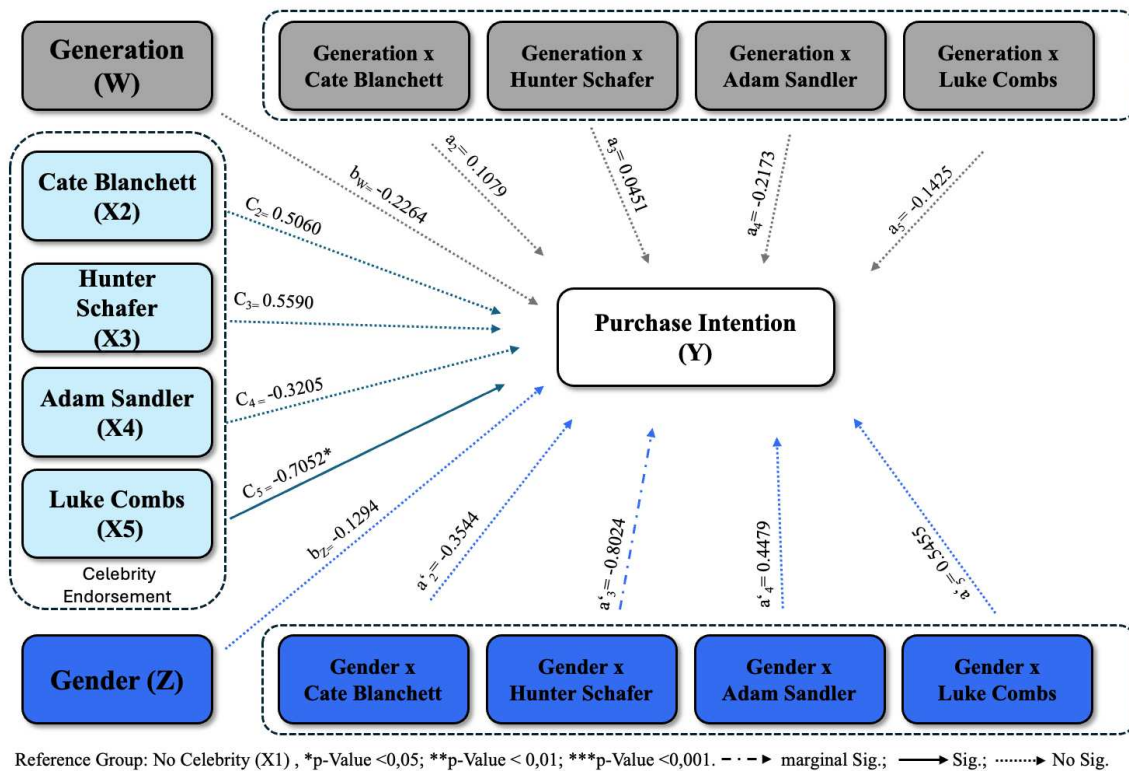 Generation
(W)
Generation x
Cate Blanchett
Generation x
Hunter Schafer
Generation x
Adam Sandler
Generation x
Luke Combs
a2= 0.1079
a3= 0.0451
a4= -0.2173
a5= -0.1425
bW= -0.2264
Cate Blanchett
(X2)
C2= 0.5060
Hunter
Schafer
(X3)
C3= 0.5590
Purchase Intention
(Y)
Adam Sandler
(X4)
C4= -0.3205
Luke Combs
(X5)
C5 = -0.7052*
Celebrity
Endorsement
bZ= -0.1294
a‘2= -0.3544
a‘3= -0.8024
a‘4= 0.4479
a‘5= 0.5455
Gender (Z)
Gender x
Cate Blanchett
Gender x
Hunter Schafer
Gender x
Adam Sandler
Gender x
Luke Combs
Reference Group: No Celebrity (X1) , *p-Value <0,05; **p-Value < 0,01; ***p-Value <0,001. marginal Sig.; Sig.; No Sig.